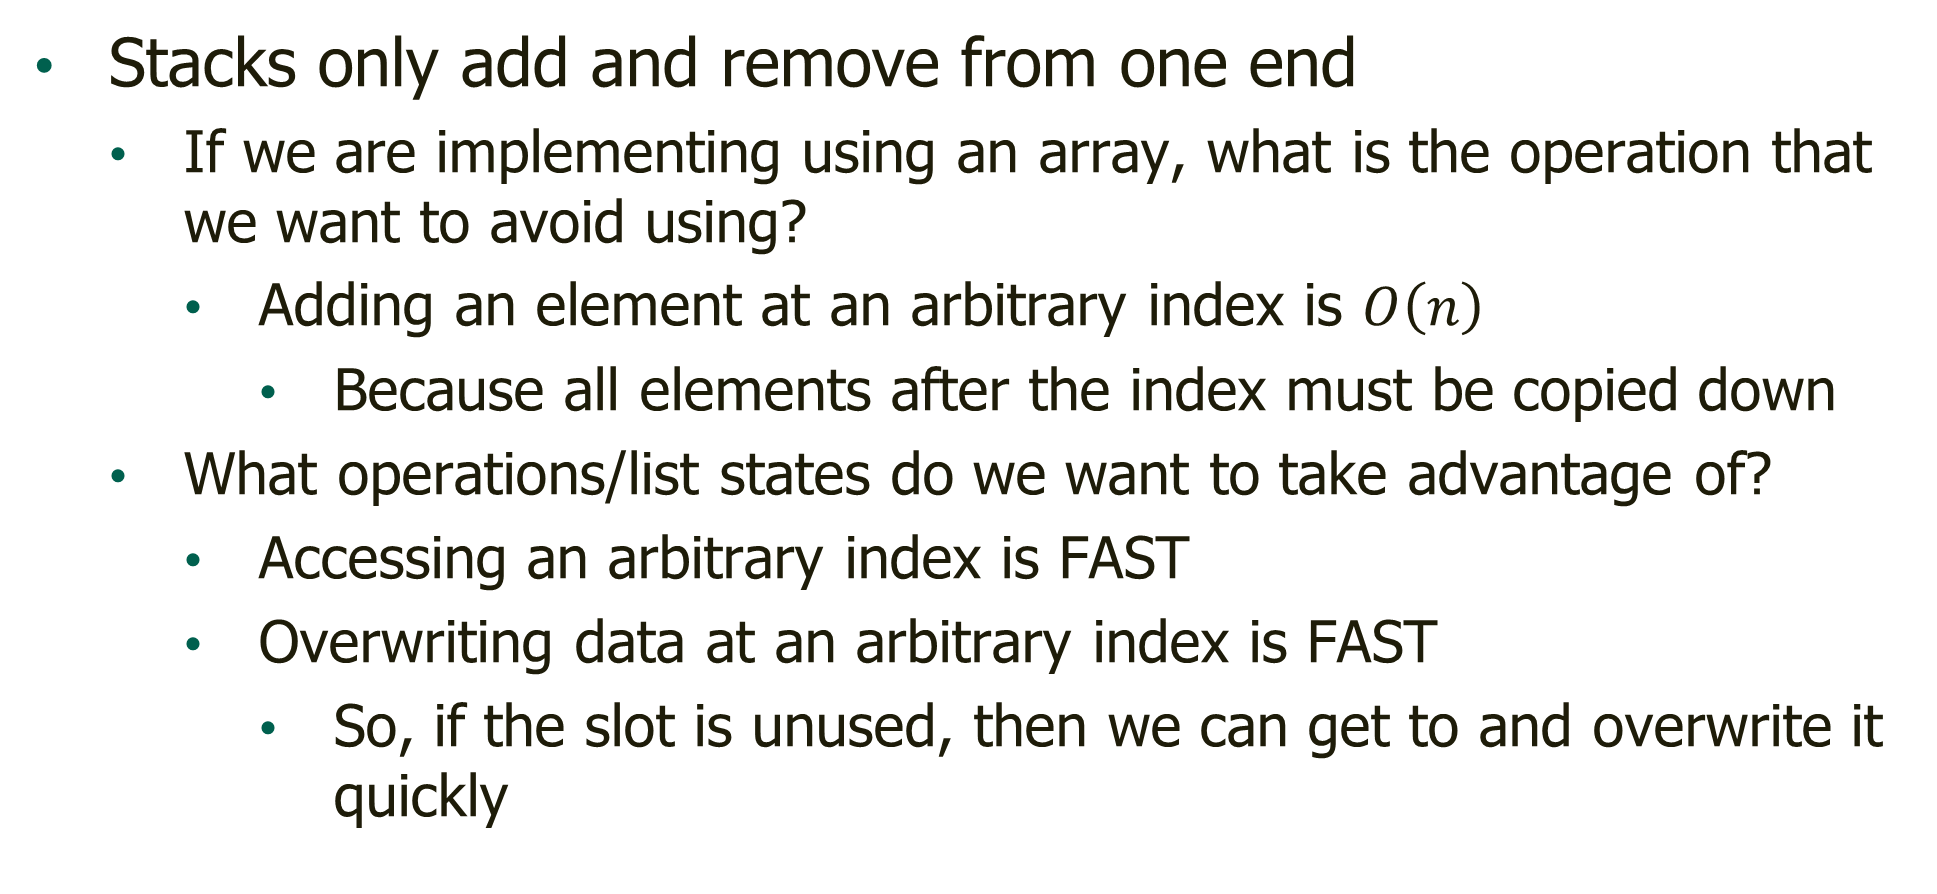 • Stacks only add and remove from one end
• If we are implementing using an array, what is the operation that
we want to avoid using?
• Adding an element at an arbitrary index is O(n)
• Because all elements after the index must be copied down
• What operations/list states do we want to take advantage of?
• Accessing an arbitrary index is FAST
• Overwriting data at an arbitrary index is FAST
• So, if the slot is unused, then we can get to and overwrite it
quickly